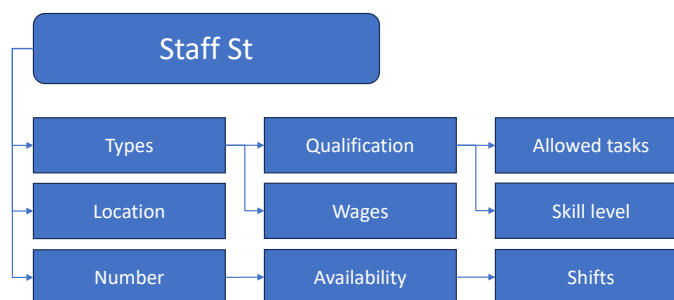 Staff St
Types
Qualification
Allowed tasks
Location
Wages
Skill level
Number
Availability
Shifts